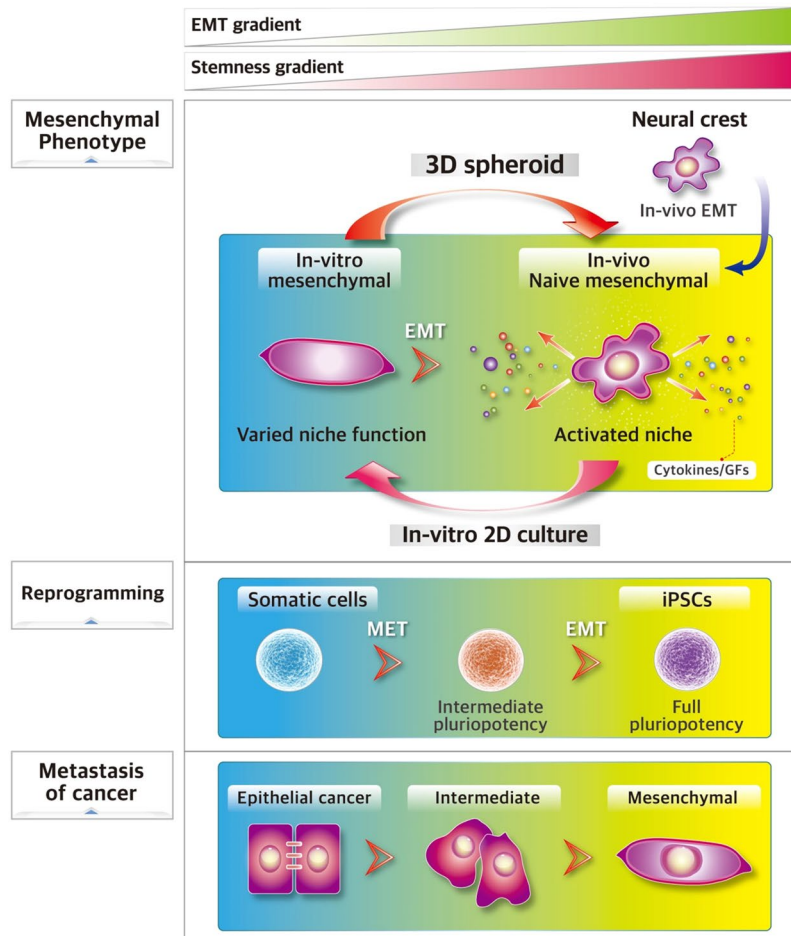 EMT gradient
Stemness gradient
Mesenchymal
Phenotype
Neural crest
3D spheroid
In-vivo EMT
In-vitro
mesenchymal
In-vivo
Naive mesenchymal
EMT
Varied niche function
Activated niche
Cytokines/GFs
In-vitro 2D culture
Reprogramming
Somatic cells
iPSCs
MET
EMT
Intermediate
pluriopotency
Full
pluriopotency
Metastasis
of cancer
Epithelial cancer
Intermediate
Mesenchymal